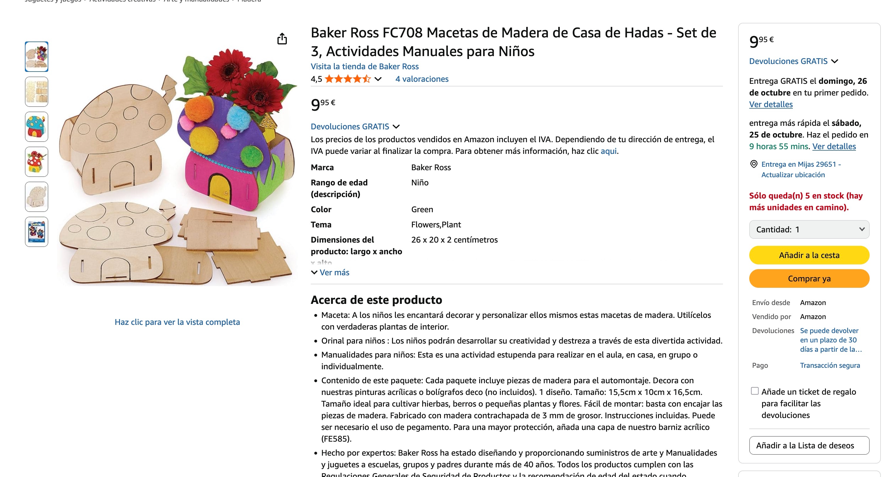 Juguetes y juegos › Actividades creativas › Arte y manualidades › Madera
Baker Ross FC708 Macetas de Madera de Casa de Hadas - Set de
3, Actividades Manuales para Niños
Visita la tienda de Baker Ross
4,5
4 valoraciones
9,95 €
Devoluciones GRATIS
Los precios de los productos vendidos en Amazon incluyen el IVA. Dependiendo de tu dirección de entrega, el
IVA puede variar al finalizar la compra. Para obtener más información, haz clic aqui.
Marca Baker Ross
Rango de edad Niño
(descripción)
Color Green
Tema Flowers,Plant
Dimensiones del 26 x 20 x 2 centímetros
producto: largo x ancho
x alto
Ver más
Haz clic para ver la vista completa
Acerca de este producto
Maceta: A los niños les encantará decorar y personalizar ellos mismos estas macetas de madera. Utilícelos
con verdaderas plantas de interior.
Orinal para niños : Los niños podrán desarrollar su creatividad y destreza a través de esta divertida actividad.
Manualidades para niños: Esta es una actividad estupenda para realizar en el aula, en casa, en grupo o
individualmente.
Contenido de este paquete: Cada paquete incluye piezas de madera para el automontaje. Decora con
nuestras pinturas acrílicas o bolígrafos deco (no incluidos). 1 diseño. Tamaño: 15,5cm x 10cm x 16,5cm.
Tamaño ideal para cultivar hierbas, berros o pequeñas plantas y flores. Fácil de montar: basta con encajar las
piezas de madera. Fabricado con madera contrachapada de 3 mm de grosor. Instrucciones incluidas. Puede
ser necesario el uso de pegamento. Para una mayor protección, añada una capa de nuestro barniz acrílico
(FE585).
Hecho por expertos: Baker Ross ha estado diseñando y proporcionando suministros de arte y Manualidades
y juguetes a escuelas, grupos y padres durante más de 40 años. Todos los productos cumplen con las
Regulaciones Generales de Seguridad de Productos y la recomendación de edad del estado cuando
9,95 €
Devoluciones GRATIS
Entrega GRATIS el domingo, 26
de octubre en tu primer pedido.
Ver detalles
entrega más rápida el sábado,
25 de octubre. Haz el pedido en
9 horas 55 mins. Ver detalles
Entrega en Mijas 29651 -
Actualizar ubicación
Sólo queda(n) 5 en stock (hay
más unidades en camino).
Cantidad: 1
Añadir a la cesta
Comprar ya
Envío desde Amazon
Vendido por Amazon
Devoluciones Se puede devolver
en un plazo de 30
días a partir de la...
Pago Transacción segura
Añade un ticket de regalo
para facilitar las
devoluciones
Añadir a la Lista de deseos